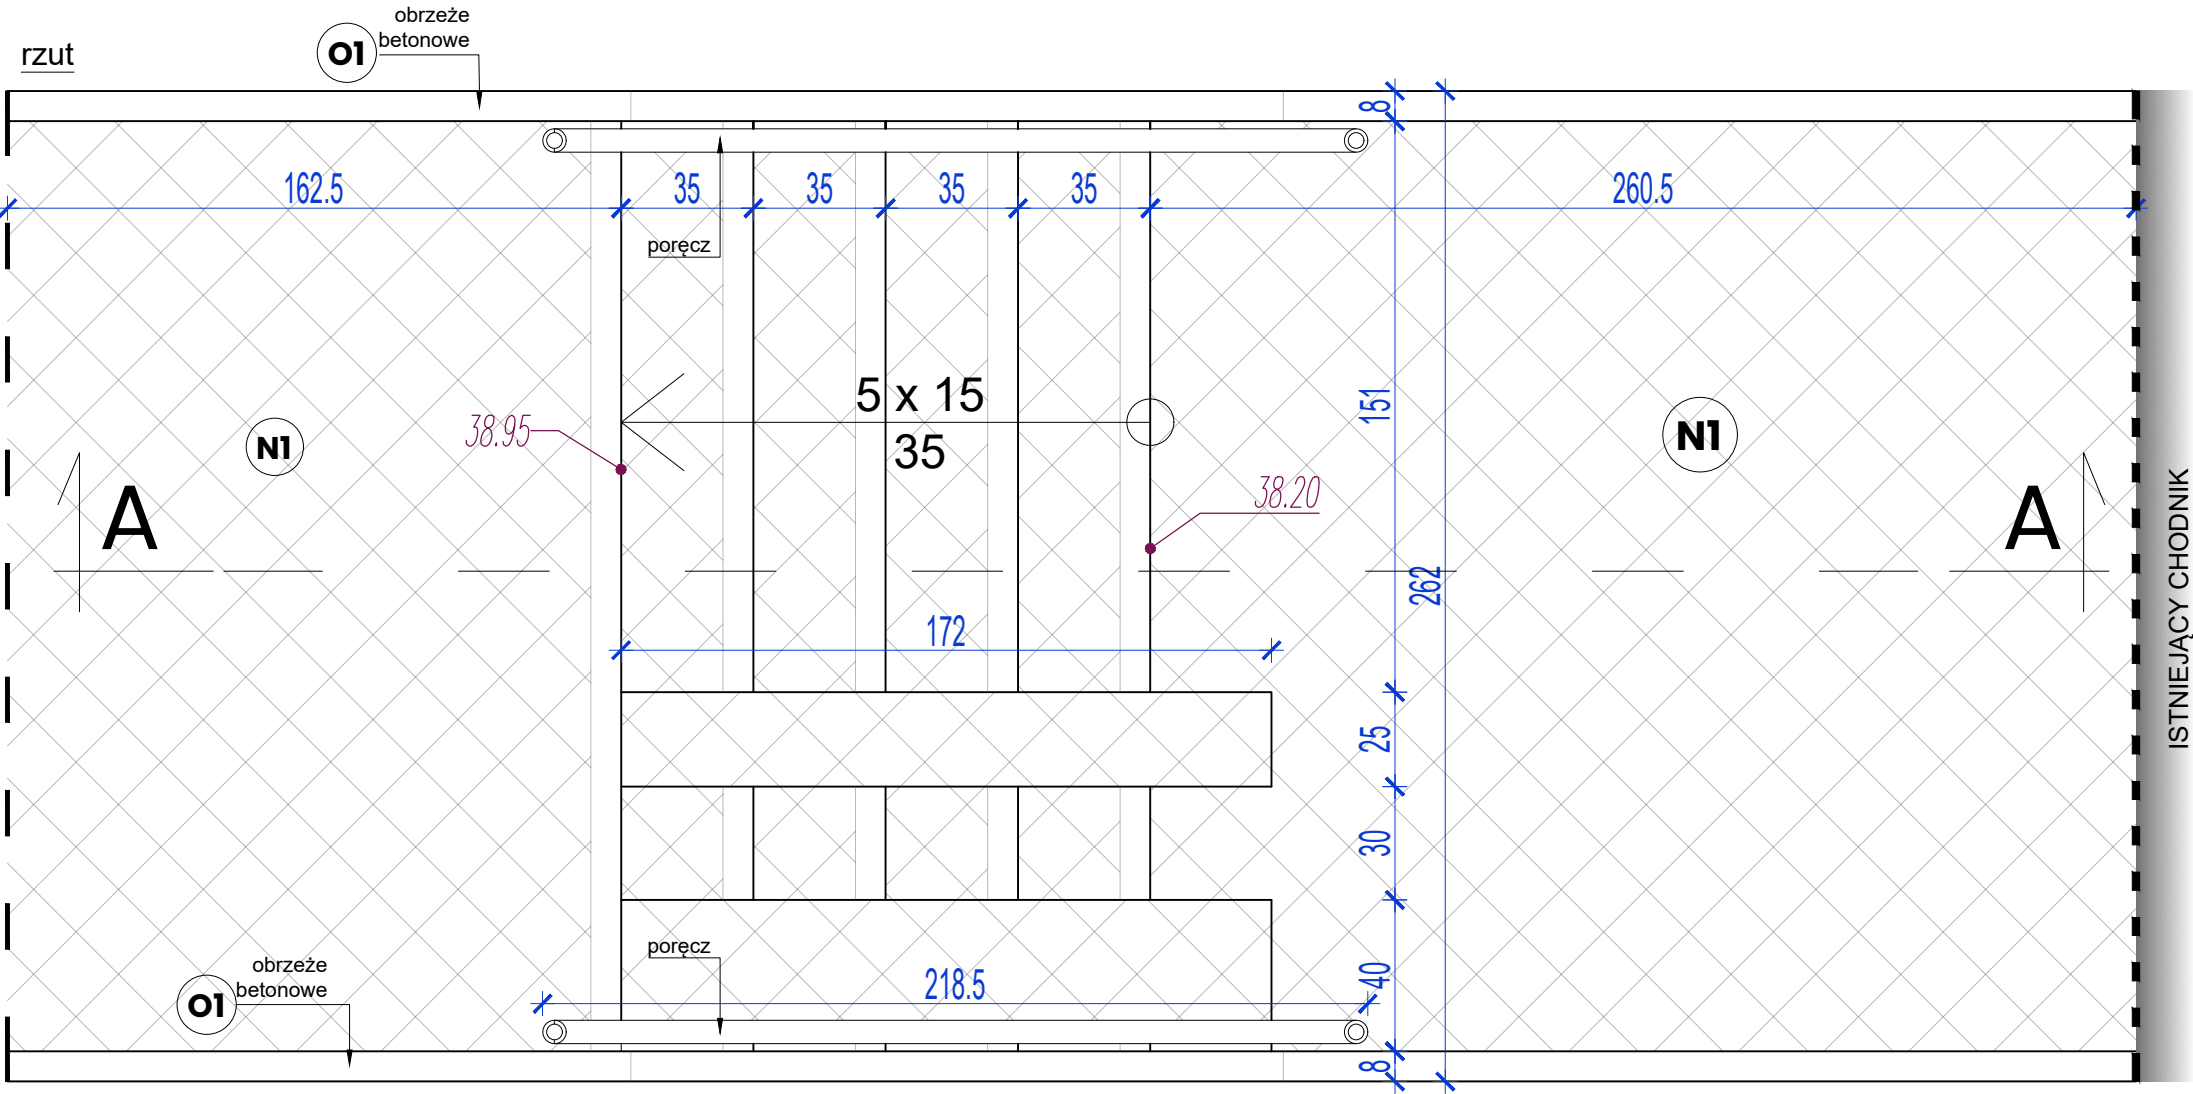 obrzeże
betonowe
O1
rzut
8
162.5
35
35
35
35
260.5
poręcz
5 x 15
35
151
38.95
N1
N1
38.20
A
A
ISTNIEJĄCY CHODNIK
262
172
25
30
poręcz
40
218.5
obrzeże
betonowe
O1
8